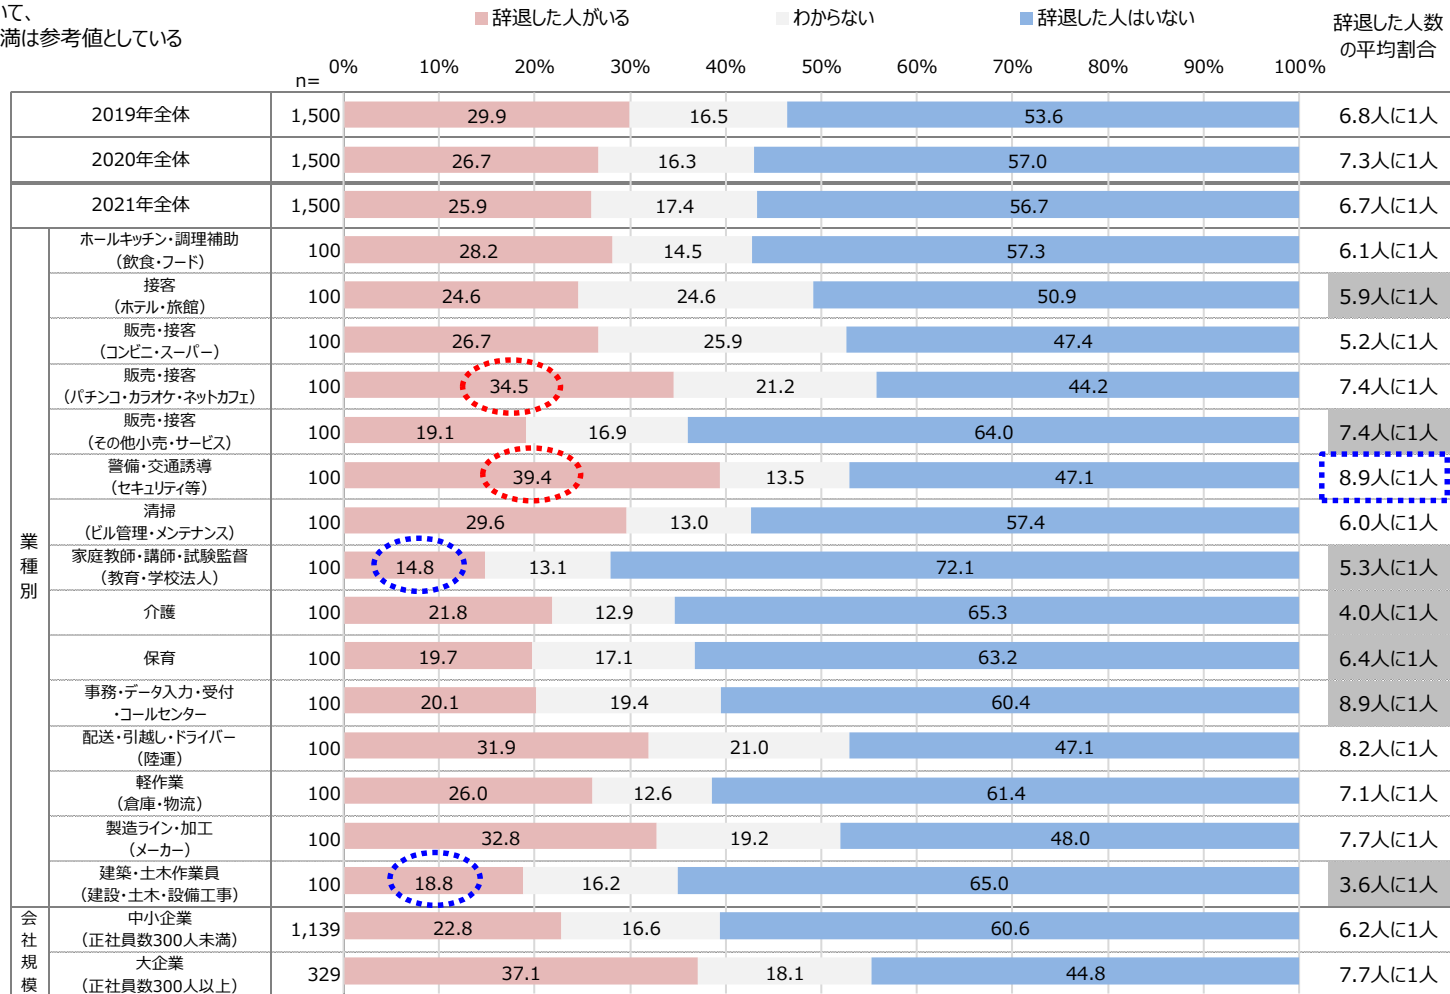 いて、
満は参考値としている
辞退した人がいる わからない 辞退した人はいない
辞退した人数
の平均割合
n= 0% 10% 20% 30% 40% 50% 60% 70% 80% 90% 100%
2019年全体 1,500 29.9 16.5 53.6 6.8人に1人
2020年全体 1,500 26.7 16.3 57.0 7.3人に1人
2021年全体 1,500 25.9 17.4 56.7 6.7人に1人
業種別
ホールキッチン・調理補助
(飲食・フード) 100 28.2 14.5 57.3 6.1人に1人
接客
(ホテル・旅館) 100 24.6 24.6 50.9 5.9人に1人
販売・接客
(コンビニ・スーパー) 100 26.7 25.9 47.4 5.2人に1人
販売・接客
(パチンコ・カラオケ・ネットカフェ) 100 34.5 21.2 44.2 7.4人に1人
販売・接客
(その他小売・サービス) 100 19.1 16.9 64.0 7.4人に1人
警備・交通誘導
(セキュリティ等) 100 39.4 13.5 47.1 8.9人に1人
清掃
(ビル管理・メンテナンス) 100 29.6 13.0 57.4 6.0人に1人
家庭教師・講師・試験監督
(教育・学校法人) 100 14.8 13.1 72.1 5.3人に1人
介護 100 21.8 12.9 65.3 4.0人に1人
保育 100 19.7 17.1 63.2 6.4人に1人
事務・データ入力・受付
・コールセンター 100 20.1 19.4 60.4 8.9人に1人
配送・引越し・ドライバー
(陸運) 100 31.9 21.0 47.1 8.2人に1人
軽作業
(倉庫・物流) 100 26.0 12.6 61.4 7.1人に1人
製造ライン・加工
(メーカー) 100 32.8 19.2 48.0 7.7人に1人
建築・土木作業員
(建設・土木・設備工事) 100 18.8 16.2 65.0 3.6人に1人
会社規模
中小企業
(正社員数300人未満) 1,139 22.8 16.6 60.6 6.2人に1人
大企業
(正社員数300人以上) 329 37.1 18.1 44.8 7.7人に1人